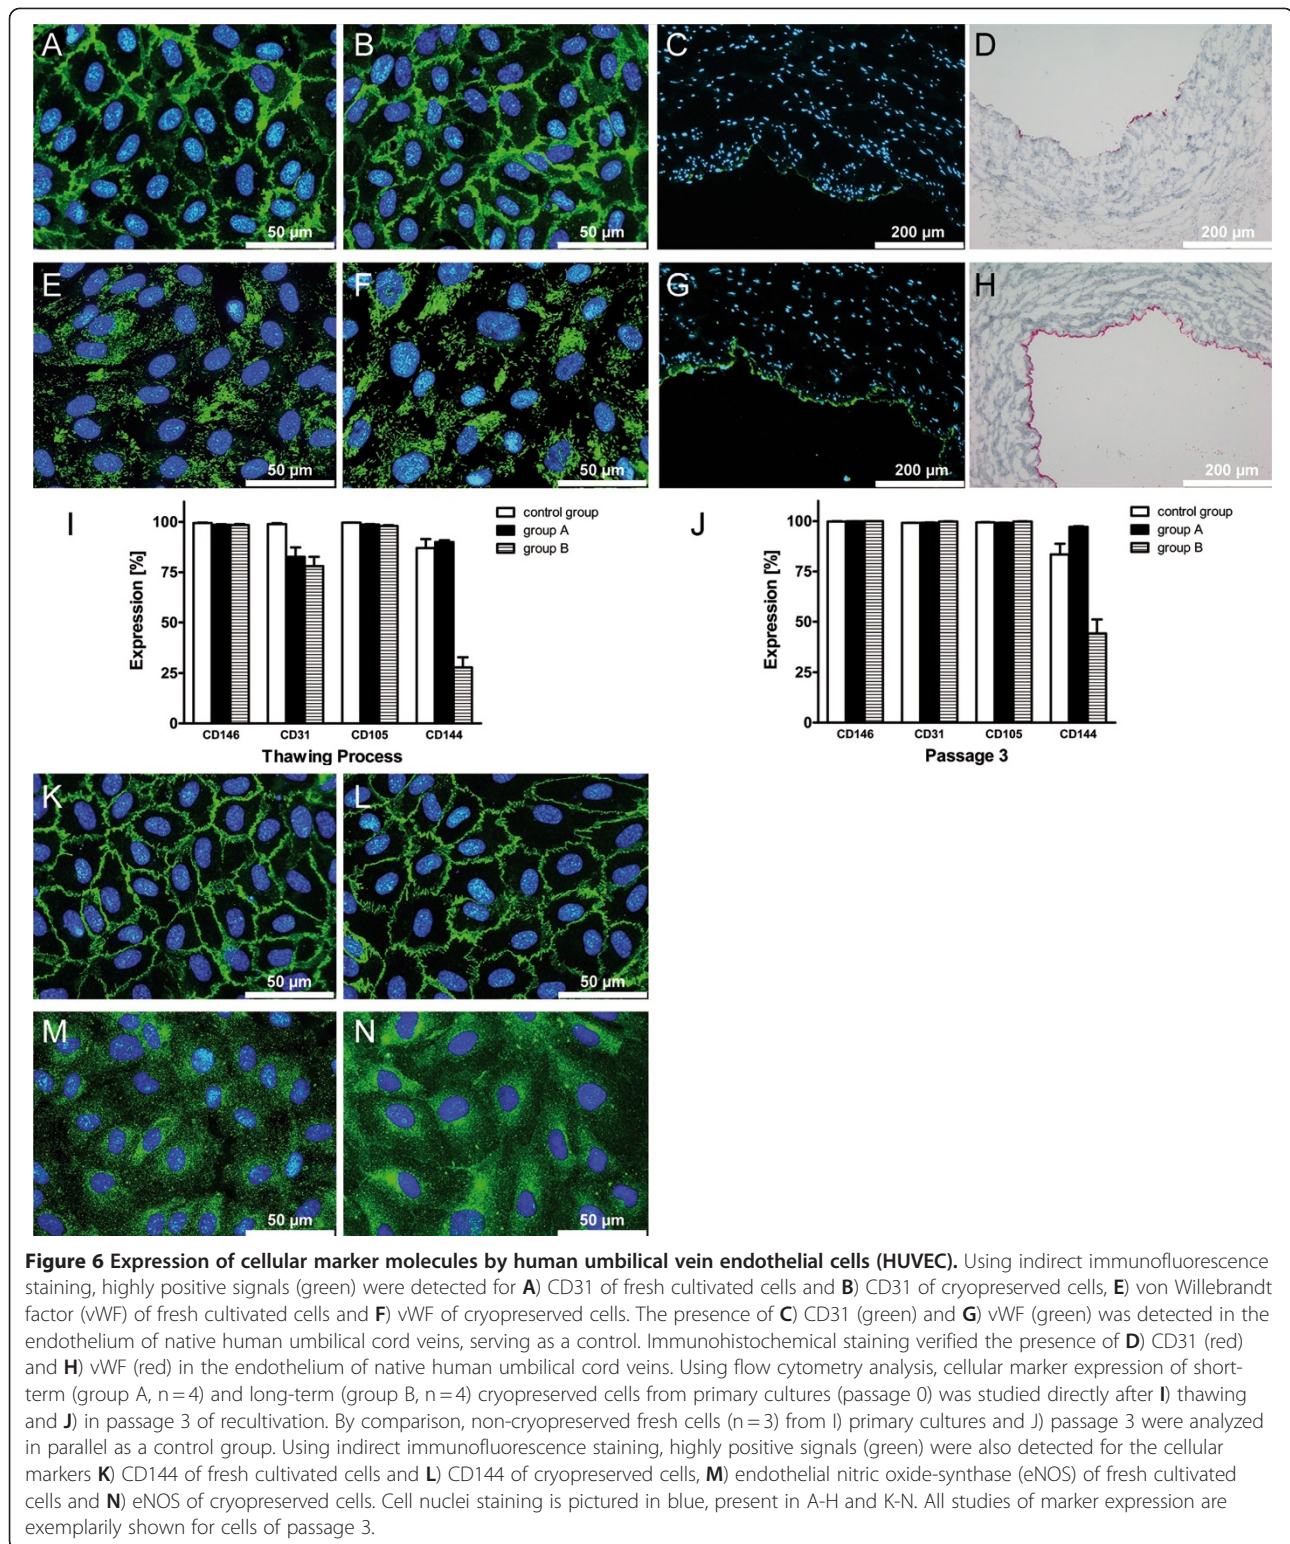 A
B
C
D
50 µm
50 µm
200 µm
200 µm
E
F
G
H
50 µm
50 µm
200 µm
200 µm
I
100
75
50
25
0
Expression [%]
CD146 CD31 CD105 CD144
Thawing Process
control group
group A
group B
J
100
75
50
25
0
Expression [%]
CD146 CD31 CD105 CD144
Passage 3
control group
group A
group B
K
L
50 µm
50 µm
M
N
50 µm
50 µm
Figure 6 Expression of cellular marker molecules by human umbilical vein endothelial cells (HUVEC). Using indirect immunofluorescence
staining, highly positive signals (green) were detected for A) CD31 of fresh cultivated cells and B) CD31 of cryopreserved cells, E) von Willebrandt
factor (vWF) of fresh cultivated cells and F) vWF of cryopreserved cells. The presence of C) CD31 (green) and G) vWF (green) was detected in the
endothelium of native human umbilical cord veins, serving as a control. Immunohistochemical staining verified the presence of D) CD31 (red)
and H) vWF (red) in the endothelium of native human umbilical cord veins. Using flow cytometry analysis, cellular marker expression of short-
term (group A, n = 4) and long-term (group B, n = 4) cryopreserved cells from primary cultures (passage 0) was studied directly after I) thawing
and J) in passage 3 of recultivation. By comparison, non-cryopreserved fresh cells (n = 3) from I) primary cultures and J) passage 3 were analyzed
in parallel as a control group. Using indirect immunofluorescence staining, highly positive signals (green) were also detected for the cellular
markers K) CD144 of fresh cultivated cells and L) CD144 of cryopreserved cells, M) endothelial nitric oxide-synthase (eNOS) of fresh cultivated
cells and N) eNOS of cryopreserved cells. Cell nuclei staining is pictured in blue, present in A-H and K-N. All studies of marker expression are
exemplarily shown for cells of passage 3.